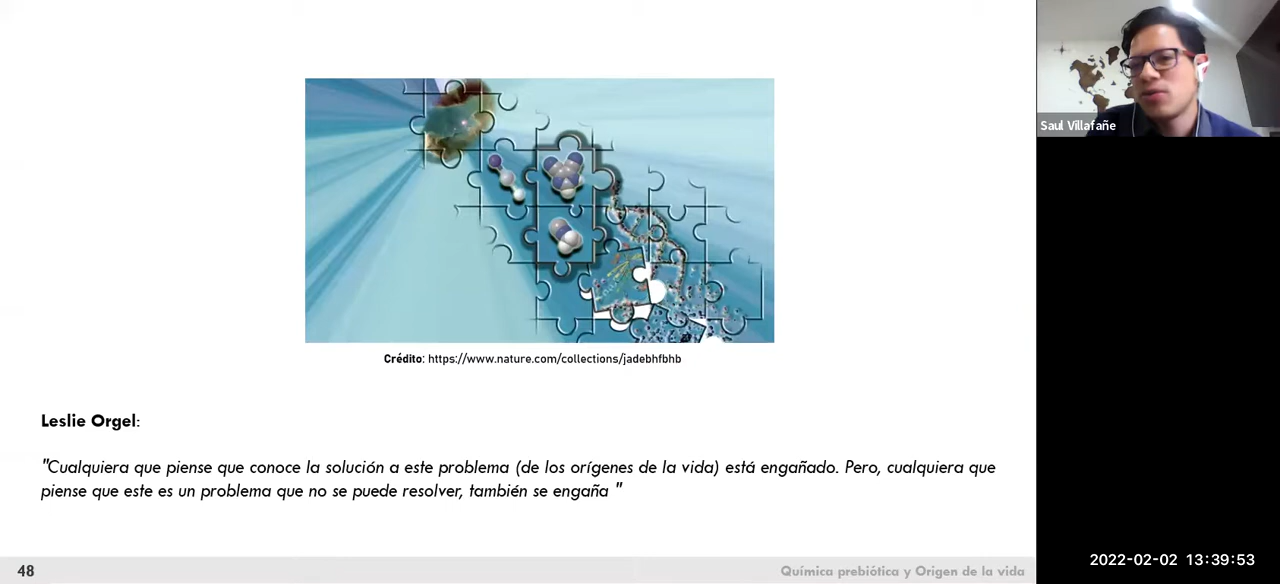 Saul Villafañe
Crédito: https://www.nature.com/collections/jadebhfbhb
Leslie Orgel:
"Cualquiera que piense que conoce la solución a este problema (de los orígenes de la vida) está engañado. Pero, cualquiera que
piense que este es un problema que no se puede resolver, también se engaña "
48
Química prebiótica y Origen de la vida
2022-02-02 13:39:53